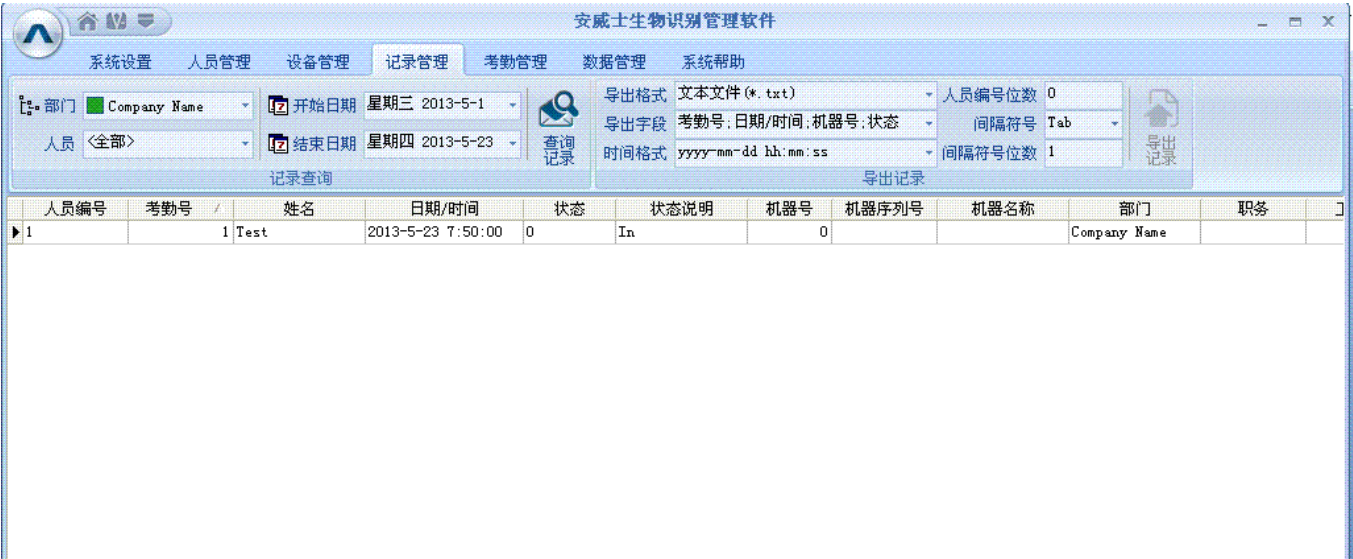 安威士生物识别管理软件
系统设置 人员管理 设备管理 记录管理 考勤管理 数据管理 系统帮助
部门 Company Name 开始日期 星期三 2013-5-1 导出格式 文本文件(*.txt) 人员编号位数 0
导出字段 考勤号;日期/时间;机器号;状态 间隔符号 Tab
人员 <全部> 结束日期 星期四 2013-5-23 查询记录 时间格式 yyyy-mm-dd hh:mm:ss 间隔符号位数 1 导出记录
记录查询 导出记录
人员编号 考勤号 姓名 日期/时间 状态 状态说明 机器号 机器序列号 机器名称 部门 职务
1 1 Test 2013-5-23 7:50:00 0 In 0 Company Name